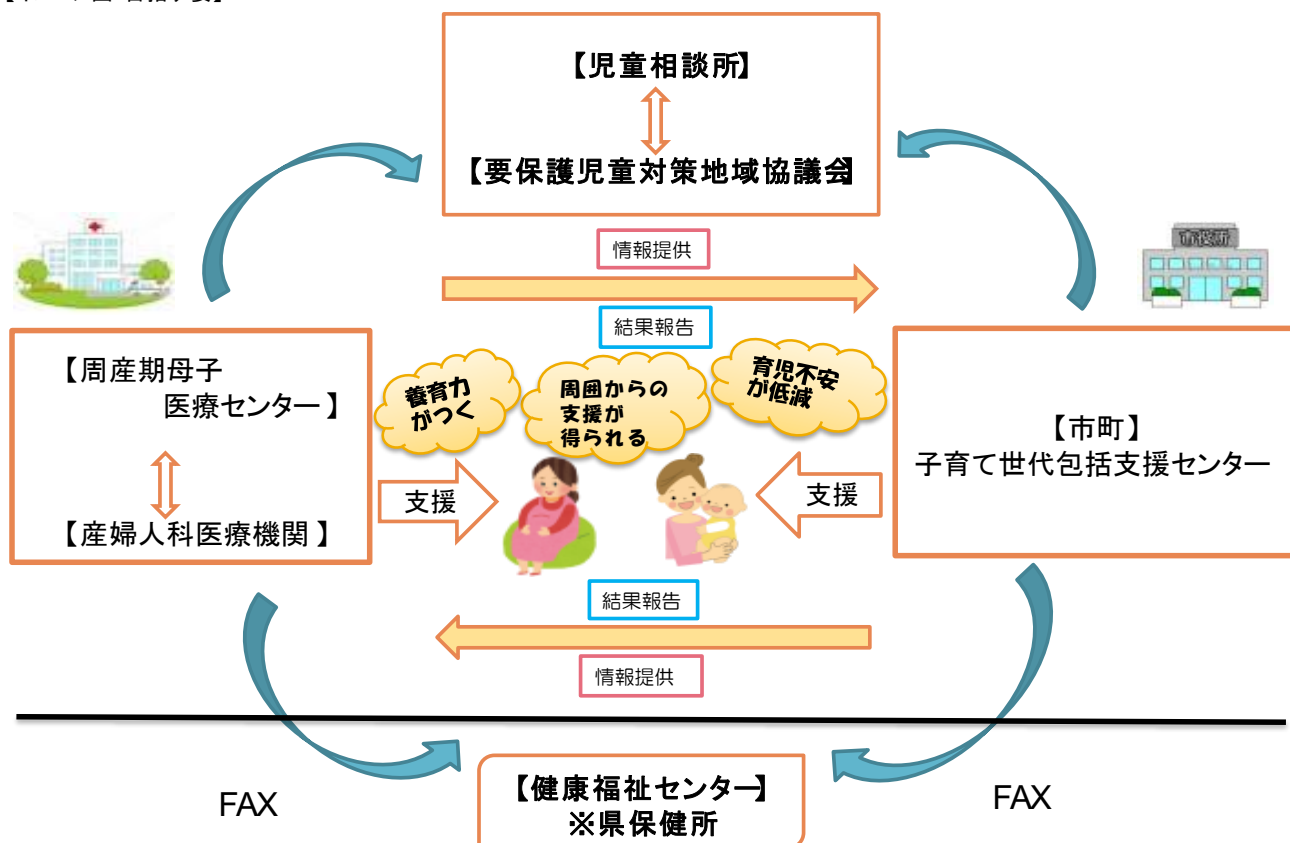 【児童相談所】
【要保護児童対策地域協議会】
市役所
情報提供
結果報告
【周産期母子
医療センター】
【産婦人科医療機関】
養育力
がつく
周囲からの
支援が
得られる
育児不安
が低減
【市町】
子育て世代包括支援センター
支援
支援
結果報告
情報提供
FAX
【健康福祉センター】
※県保健所
FAX